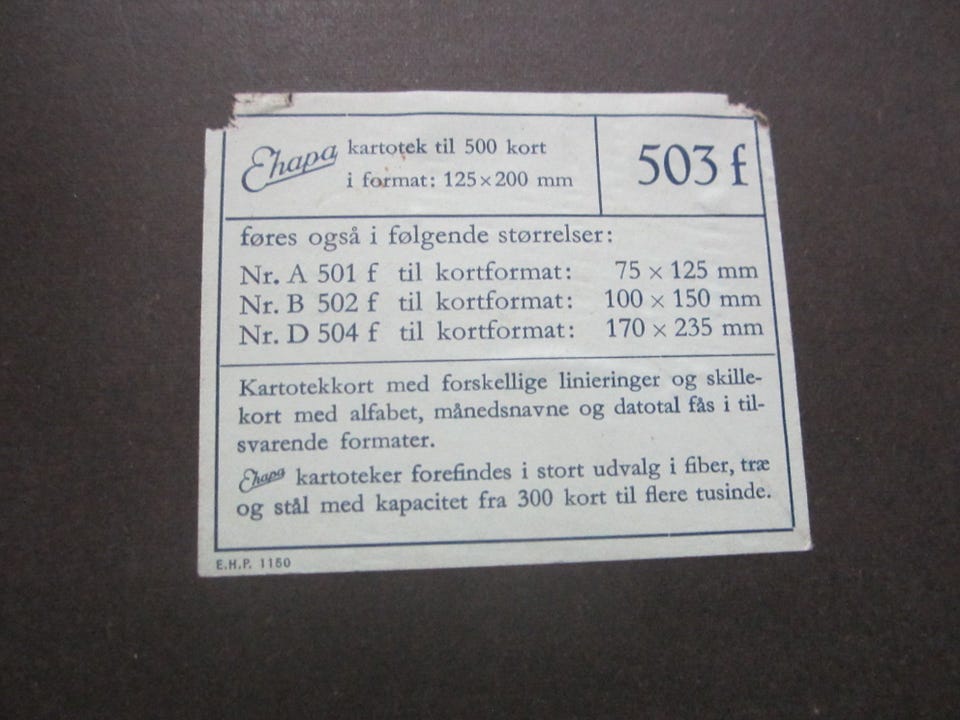 Ehapa kartotek til 500 kort
i format: 125 × 200 mm
503 f
føres også i følgende størrelser:
Nr. A 501 f til kortformat: 75 × 125 mm
Nr. B 502 f til kortformat: 100 × 150 mm
Nr. D 504 f til kortformat: 170 × 235 mm
Kartotekkort med forskellige linieringer og skille-
kort med alfabet, månedsnavne og datotal fås i til-
svarende formater.
Ehapa kartoteker forefindes i stort udvalg i fiber, træ
og stål med kapacitet fra 300 kort til flere tusinde.
E.H.P. 1150